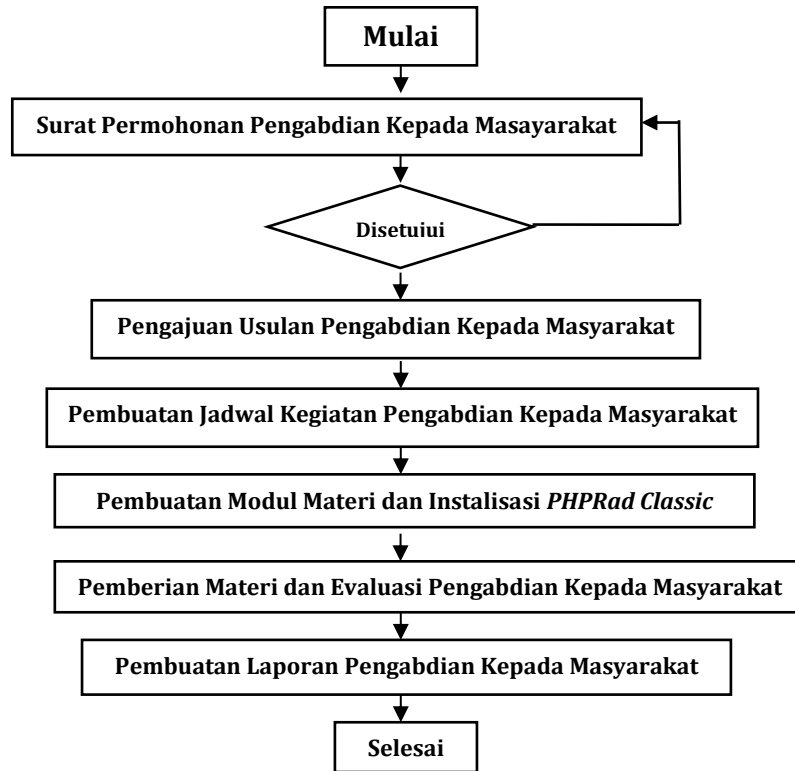 Mulai
Surat Permohonan Pengabdian Kepada Masayarakat
Disetuiui
Pengajuan Usulan Pengabdian Kepada Masyarakat
Pembuatan Jadwal Kegiatan Pengabdian Kepada Masyarakat
Pembuatan Modul Materi dan Instalisasi PHPRad Classic
Pemberian Materi dan Evaluasi Pengabdian Kepada Masyarakat
Pembuatan Laporan Pengabdian Kepada Masyarakat
Selesai